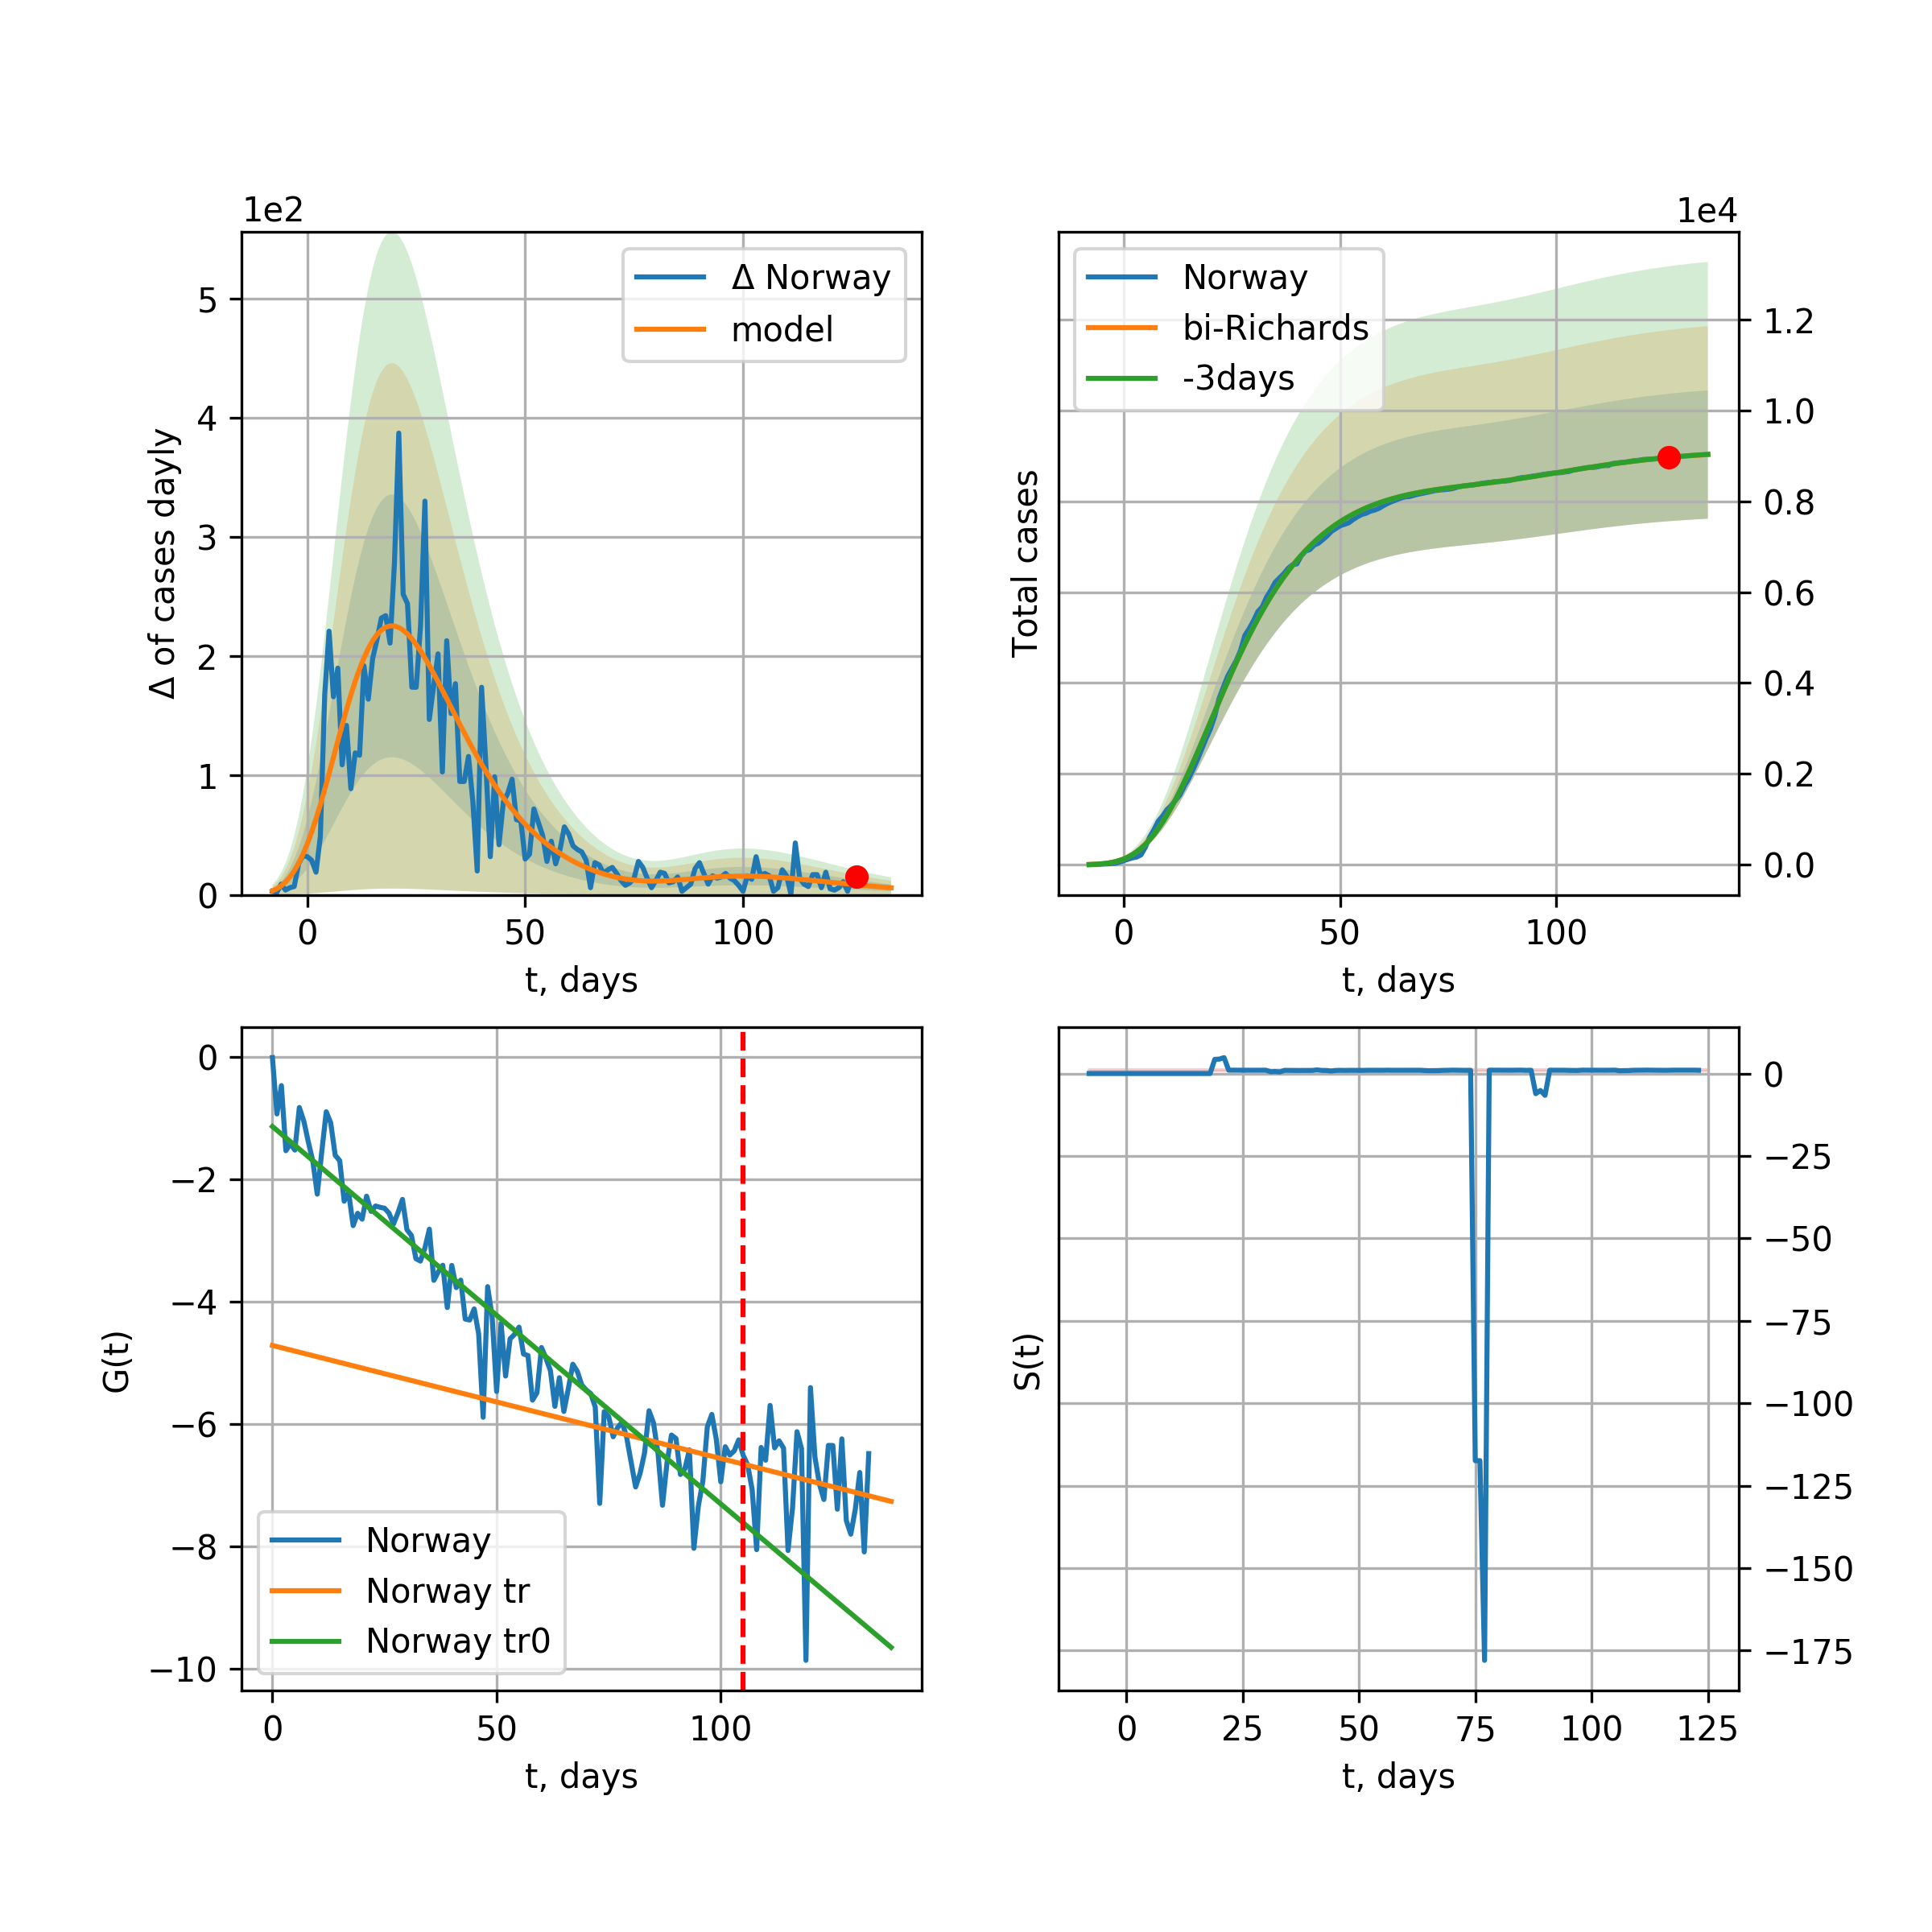 1e2
Δ Norway
model
5
4
3
2
1
0
Δ of cases dayly
0 50 100
t, days
1e4
Norway
bi-Richards
-3days
1.2
1.0
0.8
0.6
0.4
0.2
0.0
Total cases
0 50 100
t, days
0
−2
−4
−6
−8
−10
G(t)
Norway
Norway tr
Norway tr0
0 50 100
t, days
0
−25
−50
−75
−100
−125
−150
−175
S(t)
0 25 50 75 100 125
t, days